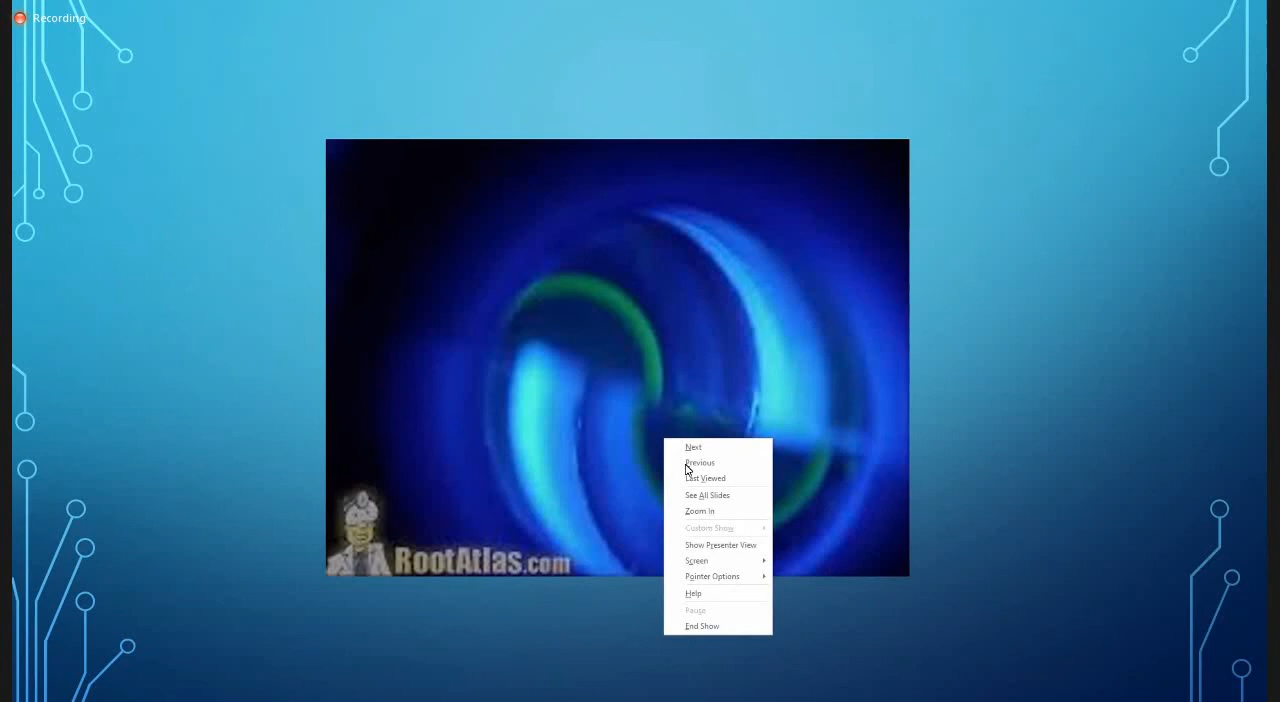 Recording
Next
Previous
Last Viewed
See All Slides
Zoom In
Custom Show
Show Presenter View
Screen
Pointer Options
Help
Pause
End Show
RootAtlas.com